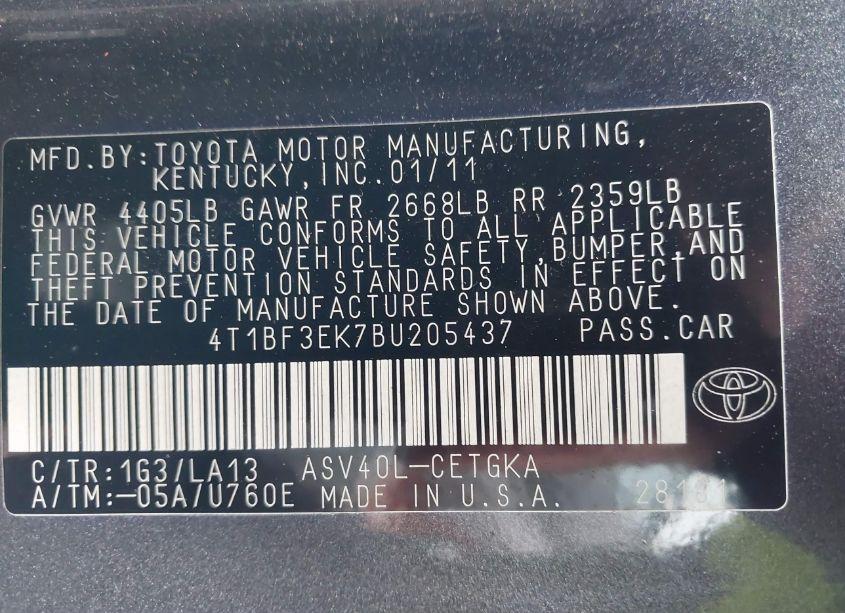 MFD.BY:TOYOTA MOTOR MANUFACTURING,
KENTUCKY,INC.01/11
GVWR 4405LB GAWR FR 2668LB RR 2359LB
THIS VEHICLE CONFORMS TO ALL APPLICABLE
FEDERAL MOTOR VEHICLE SAFETY,BUMPER,AND
THEFT PREVENTION STANDARDS IN EFFECT ON
THE DATE OF MANUFACTURE SHOWN ABOVE.
4T1BF3EK7BU205437 PASS.CAR
C/TR:1G3/LA13 ASV40L-CETGKA
A/TM:-05A/U760E MADE IN U.S.A.